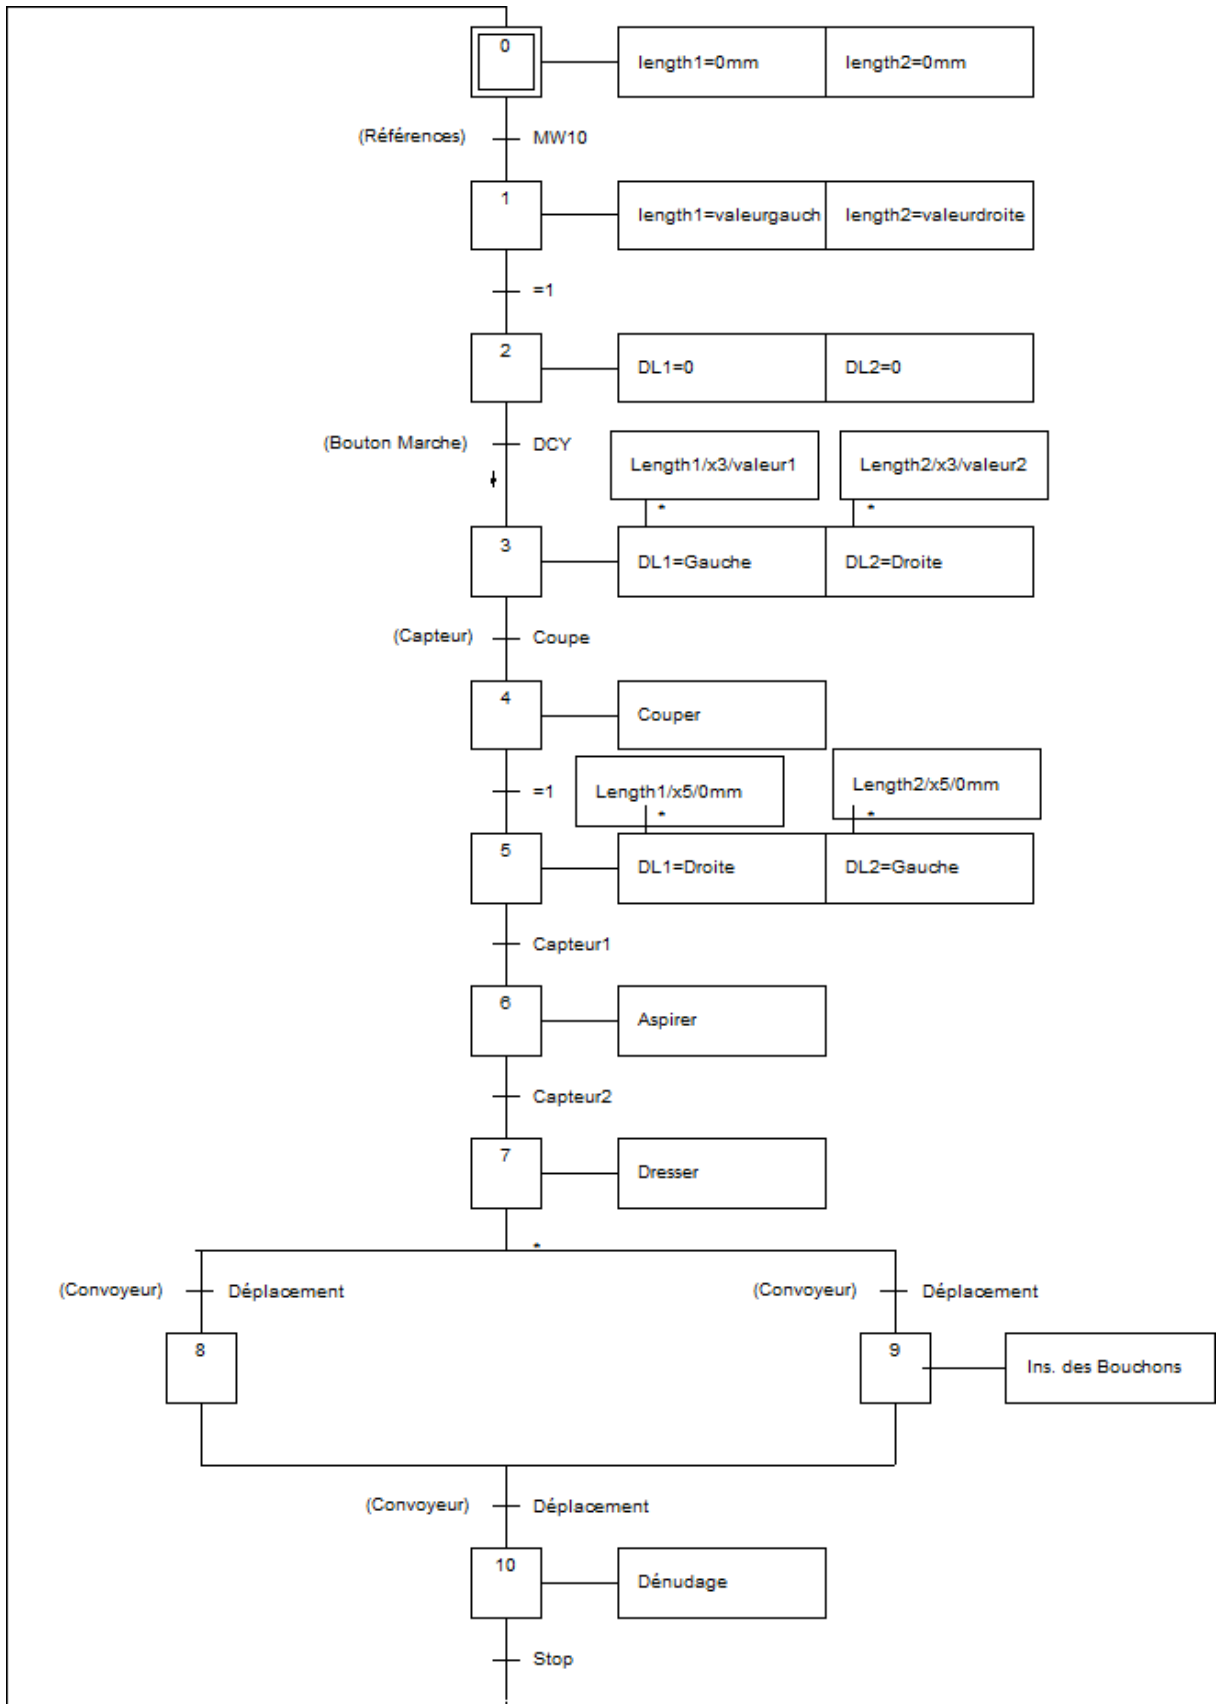 0
length1=0mm
length2=0mm
(Références)
MW10
1
length1=valeurgauch
length2=valeurdroite
=1
2
DL1=0
DL2=0
(Bouton Marche)
DCY
Length1/x3/valeur1
Length2/x3/valeur2
*
*
3
DL1=Gauche
DL2=Droite
(Capteur)
Coupe
4
Couper
=1
Length1/x5/0mm
Length2/x5/0mm
*
*
5
DL1=Droite
DL2=Gauche
Capteur1
6
Aspirer
Capteur2
7
Dresser
*
(Convoyeur)
Déplacement
(Convoyeur)
Déplacement
8
9
Ins. des Bouchons
(Convoyeur)
Déplacement
10
Dénudage
Stop